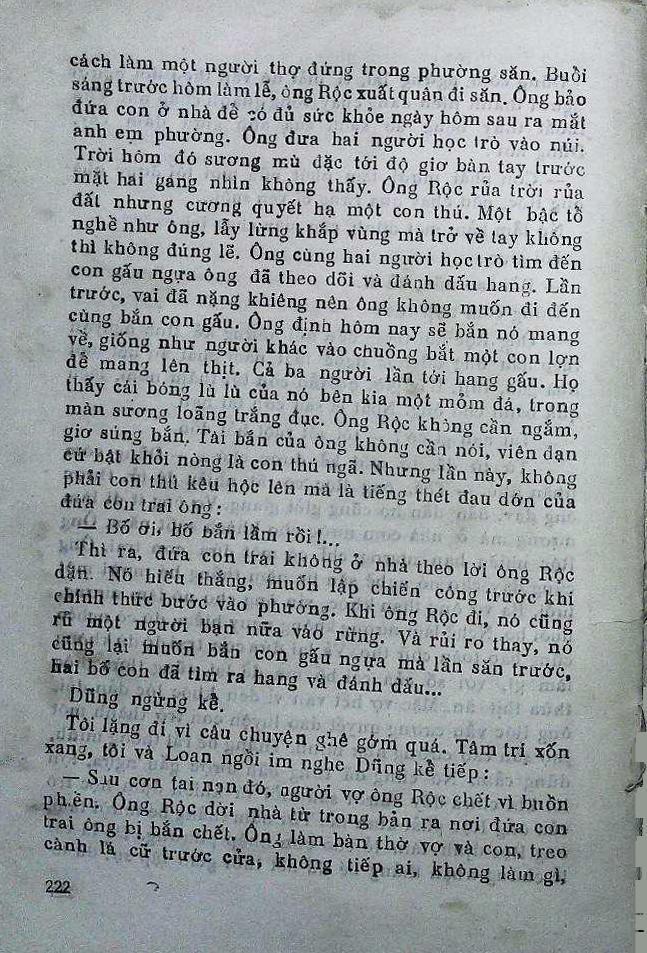 cách làm một người thợ đứng trong phường săn. Buổi
sáng trước hôm làm lễ, ông Rộc xuất quân đi săn. Ông bảo
đứa con ở nhà để có đủ sức khỏe ngày hôm sau ra mắt
anh em phường. Ông đưa hai người học trò vào núi.
Trời hôm đó sương mù dặc tới độ giơ bàn tay trước
mặt hai gang nhìn không thấy. Ông Rộc rủa trời rủa
đất nhưng cương quyết hạ một con thú. Một bậc tổ
nghề như ông, lẫy lừng khắp vùng mà trở về tay không
thì không đúng lẽ. Ông cùng hai người học trò tìm đến
con gấu ngựa ông đã theo dõi và đánh dấu hang. Lần
trước, vai đã nặng khiêng nên ông không muốn đi đến
cùng bắn con gấu. Ông định hôm nay sẽ bắn nó mang
về, giống như người khác vào chuồng bắt một con lợn
để mang lên thịt. Cả ba người lần tới hang gấu. Họ
thấy cái bóng lù lù của nó bên kia một mỏm đá, trong
màn sương loãng trắng đục. Ông Rộc không cần ngắm,
giơ súng bắn. Tài bắn của ông không cần nói, viên đạn
cứ bật khỏi nòng là con thú ngã. Nhưng lần này, không
phải con thú kêu hộc lên mà là tiếng thét đau đớn của
đứa con trai ông :
— Bố ơi, bố bắn lầm rồi !...
Thì ra, đứa con trai không ở nhà theo lời ông Rộc
dặn. Nó hiếu thắng, muốn lập chiến công trước khi
chính thức bước vào phường. Khi ông Rộc đi, nó cũng
rủ một người bạn nữa vào rừng. Và rủi ro thay, nó
cũng lại muốn bắn con gấu ngựa mà lần săn trước,
hai bố con đã tìm ra hang và đánh dấu...
Dũng ngừng kể.
Tôi lặng đi vì câu chuyện ghê gớm quá. Tâm trí xốn
xang, tôi và Loan ngồi im nghe Dũng kể tiếp :
— Sau cơn tai nạn đó, người vợ ông Rộc chết vì buồn
phiền. Ông Rộc dời nhà từ trong bản ra nơi đứa con
trai ông bị bắn chết. Ông làm bàn thờ vợ và con, treo
cành lá cữ trước cửa, không tiếp ai, không làm gì,
222